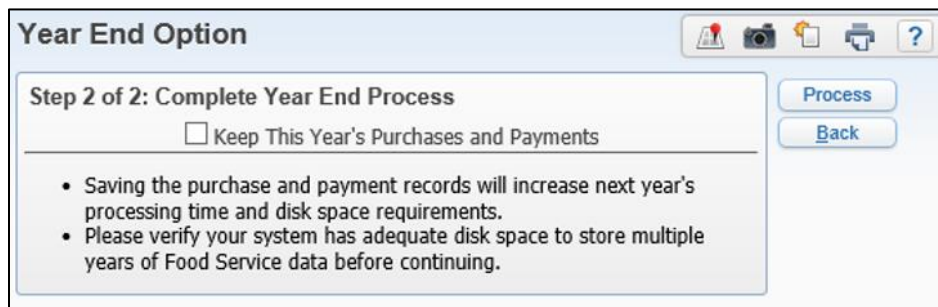 Year End Option
?
Step 2 of 2: Complete Year End Process
Process
Keep This Year's Purchases and Payments
Back
• Saving the purchase and payment records will increase next year's
processing time and disk space requirements.
• Please verify your system has adequate disk space to store multiple
years of Food Service data before continuing.